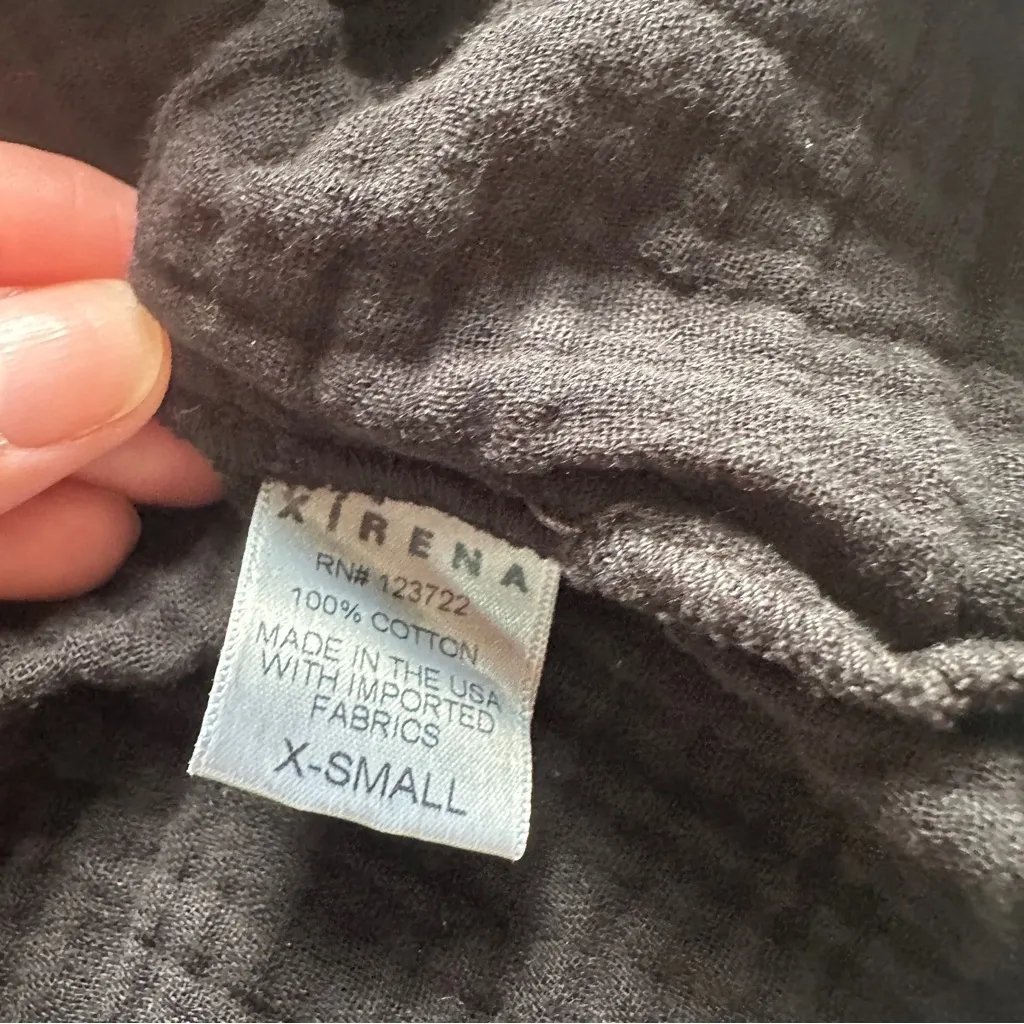 XIRENA
RN# 123722
100% COTTON
MADE IN THE USA
WITH IMPORTED
FABRICS
X-SMALL